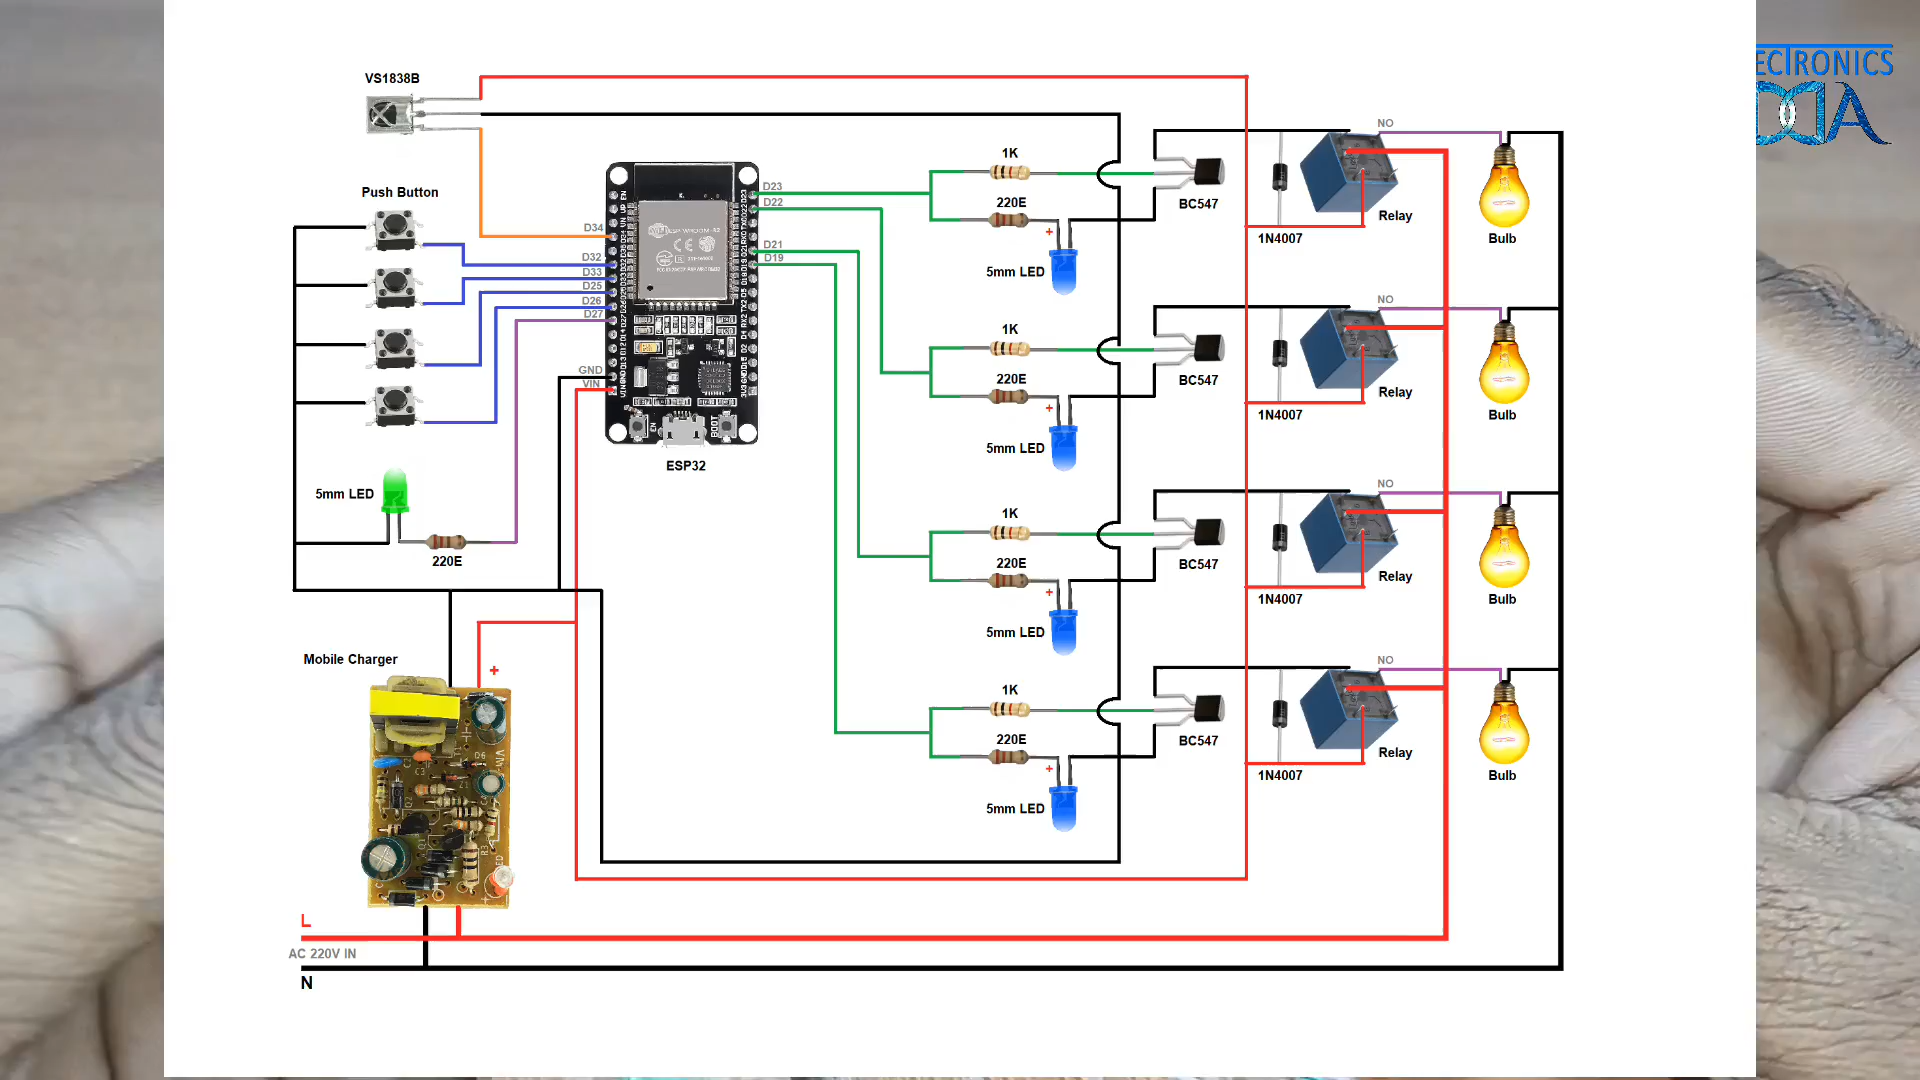 VS1838B
ECTRONICS
Push Button
D34
D32
D33
D25
D26
D27
GND
VIN
D23
D22
D21
D19
EN
BOOT
ESP32
5mm LED
220E
1K
220E
+
5mm LED
BC547
1N4007
NO
Relay
Bulb
1K
220E
+
5mm LED
BC547
1N4007
NO
Relay
Bulb
1K
220E
+
5mm LED
BC547
1N4007
NO
Relay
Bulb
1K
220E
+
5mm LED
BC547
1N4007
NO
Relay
Bulb
Mobile Charger
+
L
AC 220V IN
N